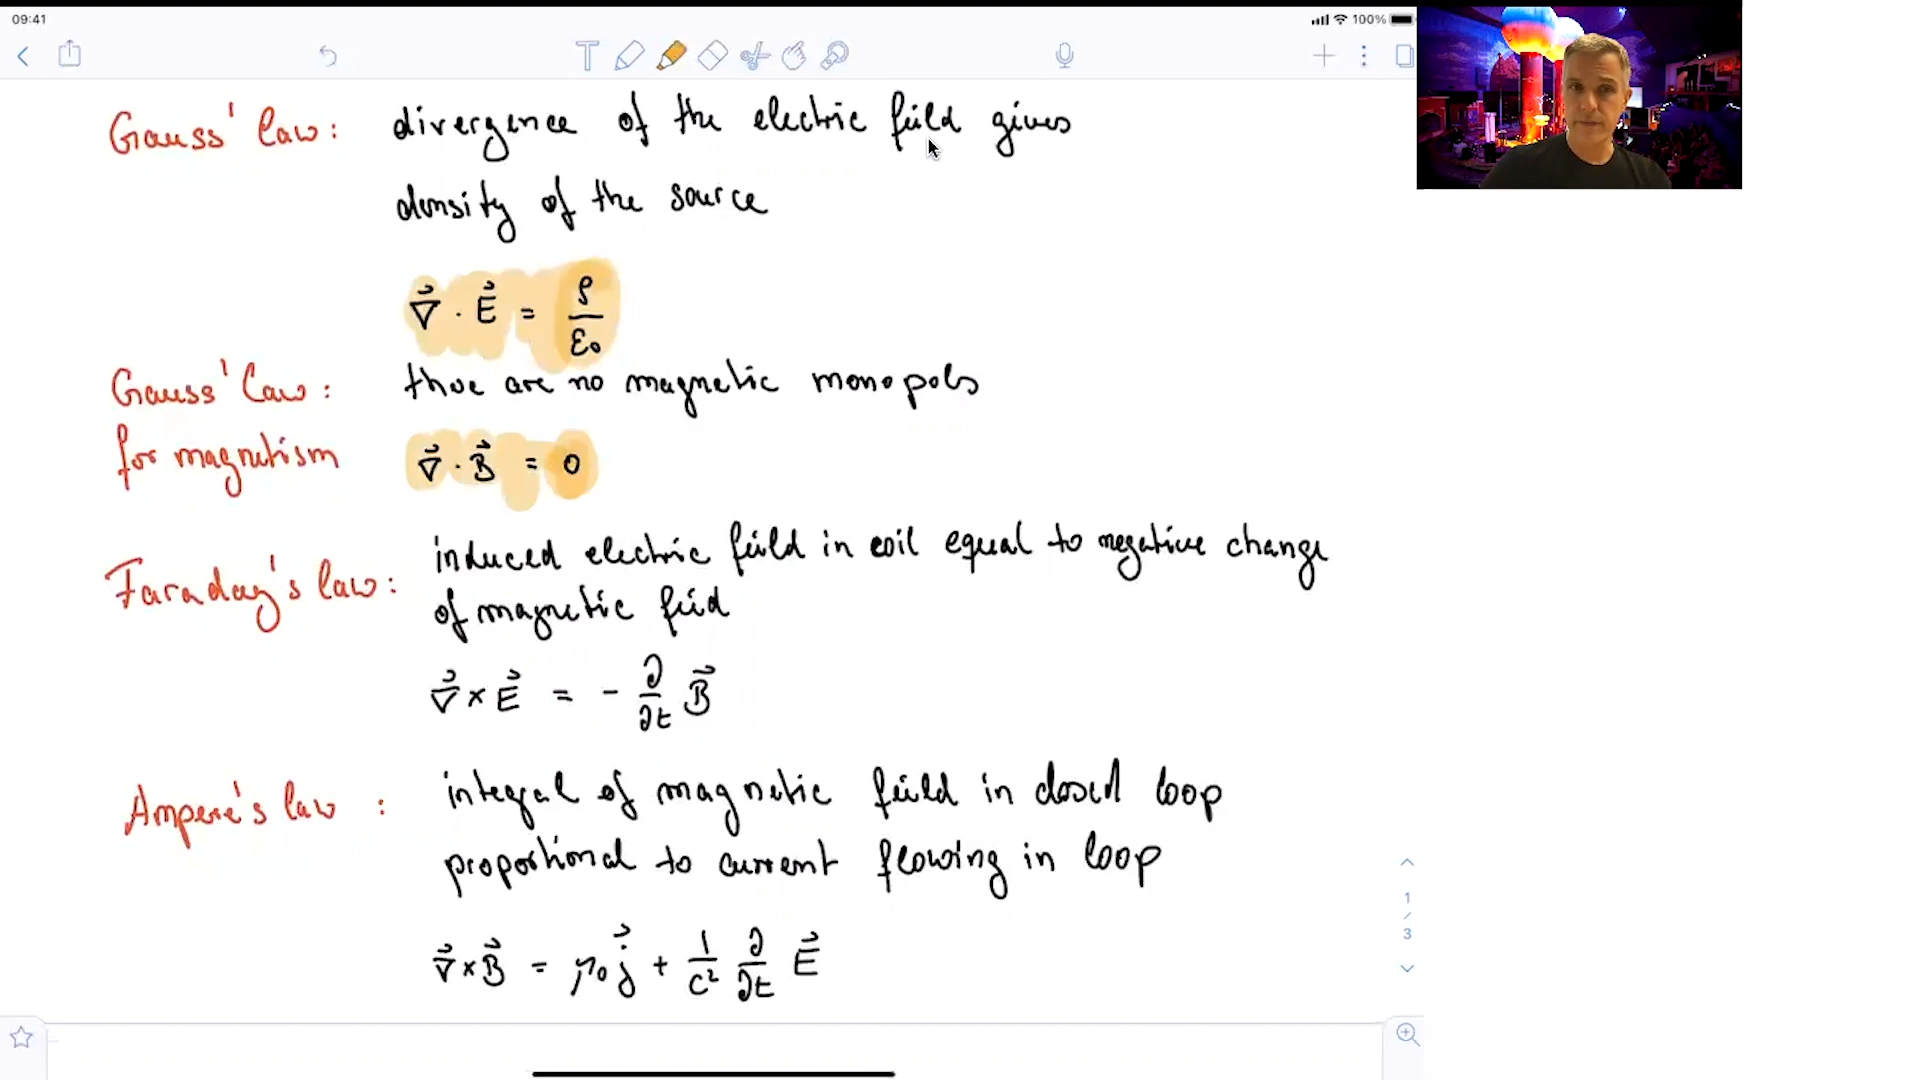 09:41
100%
Gauss' law: divergence of the electric field gives
density of the source
∇⃗ · E⃗ = ρ/ε₀
Gauss' Law: there are no magnetic monopols
for magnetism
∇⃗ · B⃗ = 0
Faraday's law: induced electric field in coil equal to negative change
of magnetic field
∇⃗ × E⃗ = - ∂/∂t B⃗
Ampere's law : integral of magnetic field in closed loop
proportional to current flowing in loop
∇⃗ × B⃗ = μ₀ j⃗ + 1/c² ∂/∂t E⃗
1
/
3